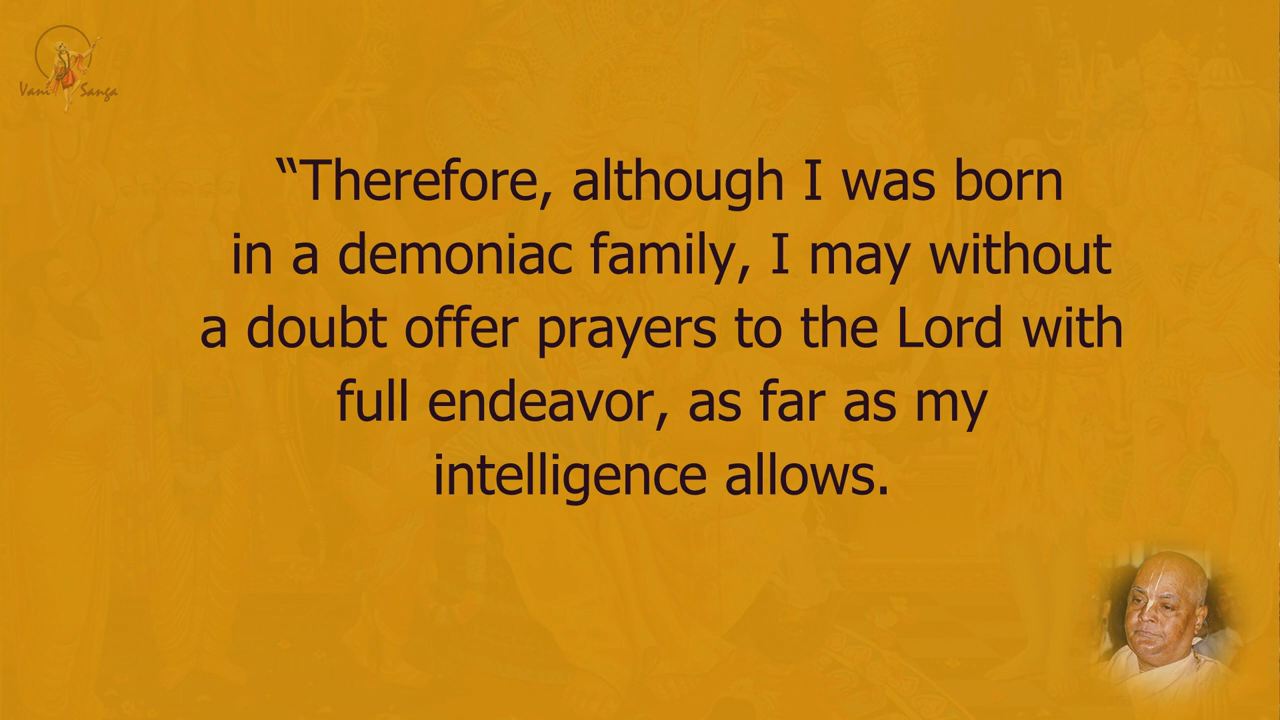 Vani Sanga
“Therefore, although I was born
in a demoniac family, I may without
a doubt offer prayers to the Lord with
full endeavor, as far as my
intelligence allows.